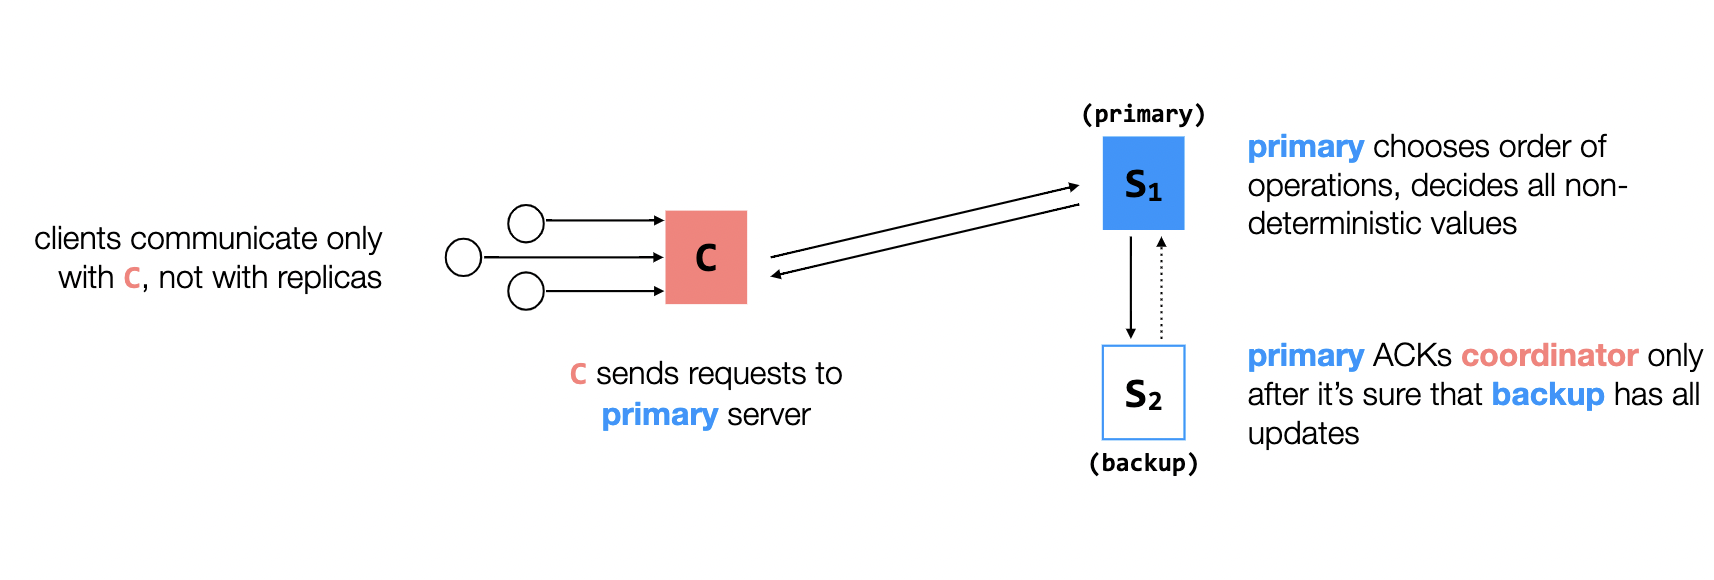 (primary)
S1
primary chooses order of
operations, decides all non-
deterministic values
clients communicate only
with C, not with replicas
C
C sends requests to
primary server
primary ACKs coordinator only
after it's sure that backup has all
updates
S2
(backup)